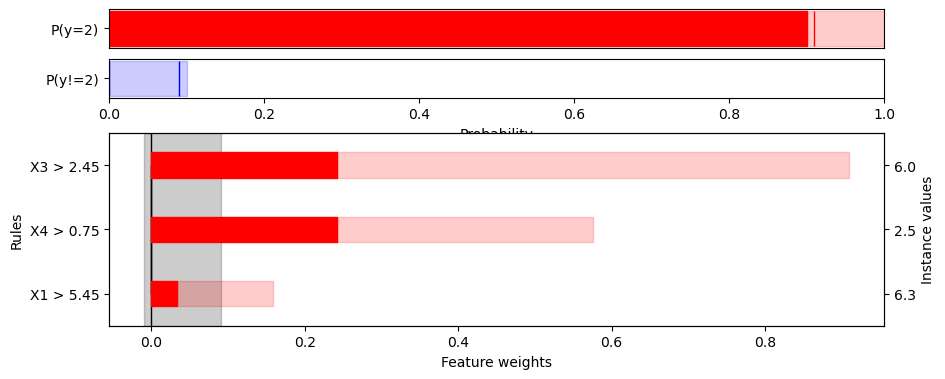 P(y=2)
P(y!=2)
0.0 0.2 0.4 0.6 0.8 1.0
Probability
X3 > 2.45 6.0
X4 > 0.75 2.5
X1 > 5.45 6.3
Rules
Instance values
0.0 0.2 0.4 0.6 0.8
Feature weights